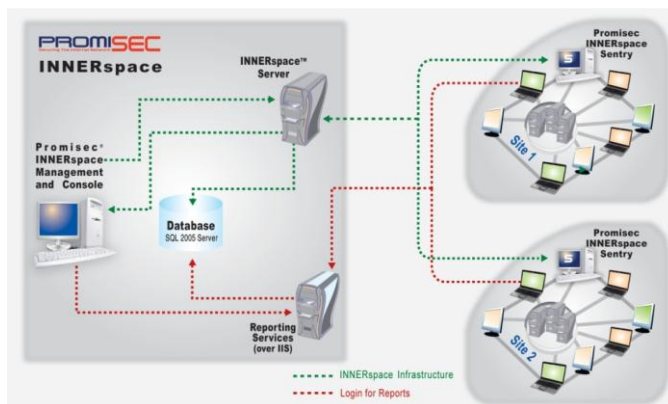 PROMISEC
Securing The Internal Network
INNERspace
INNERspace™
Server
Promisec®
INNERspace
Management
and Console
Database
SQL 2005 Server
Reporting
Services
(over IIS)
Promisec
INNERspace
Sentry
S
Site 1
Promisec
INNERspace
Sentry
S
Site 2
INNERspace Infrastructure
Login for Reports